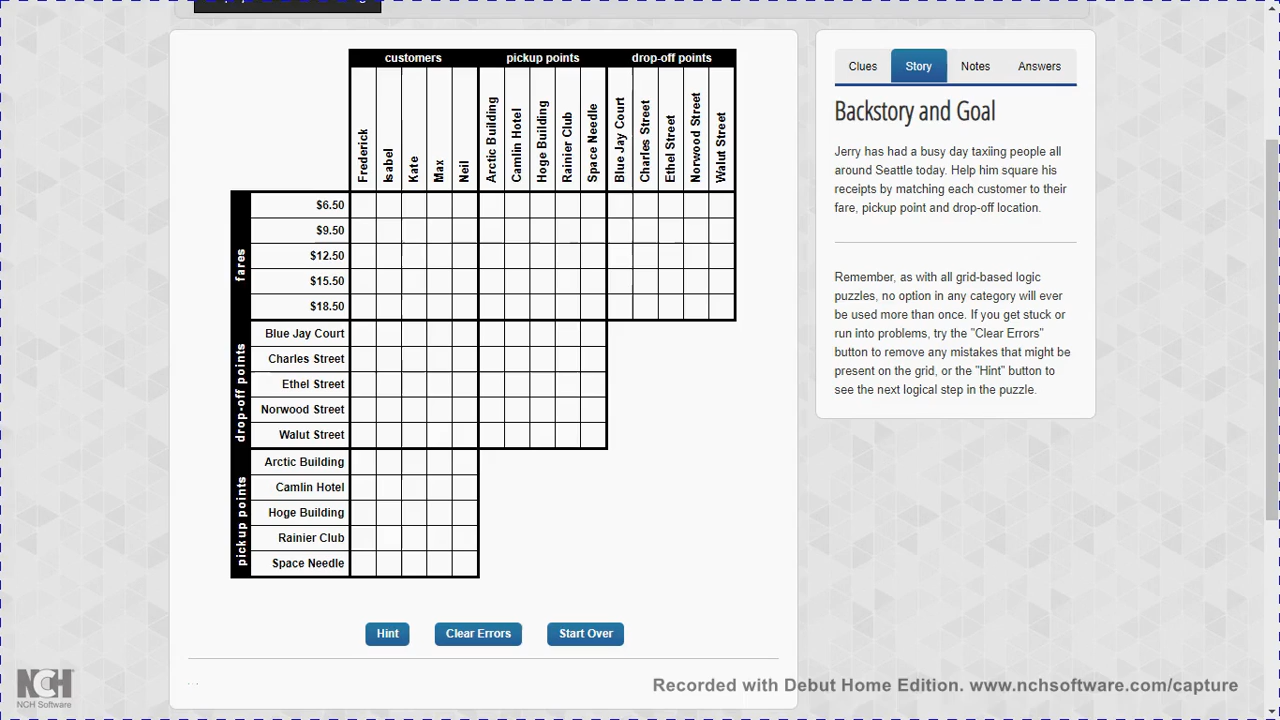 customers
pickup points
drop-off points
Frederick
Isabel
Kate
Max
Neil
Arctic Building
Camlin Hotel
Hoge Building
Rainier Club
Space Needle
Blue Jay Court
Charles Street
Ethel Street
Norwood Street
Walut Street
fares
$6.50
$9.50
$12.50
$15.50
$18.50
drop-off points
Blue Jay Court
Charles Street
Ethel Street
Norwood Street
Walut Street
pickup points
Arctic Building
Camlin Hotel
Hoge Building
Rainier Club
Space Needle
Hint
Clear Errors
Start Over
Clues
Story
Notes
Answers
Backstory and Goal
Jerry has had a busy day taxiing people all
around Seattle today. Help him square his
receipts by matching each customer to their
fare, pickup point and drop-off location.
Remember, as with all grid-based logic
puzzles, no option in any category will ever
be used more than once. If you get stuck or
run into problems, try the "Clear Errors"
button to remove any mistakes that might be
present on the grid, or the "Hint" button to
see the next logical step in the puzzle.
NCH
NCH Software
Recorded with Debut Home Edition. www.nchsoftware.com/capture